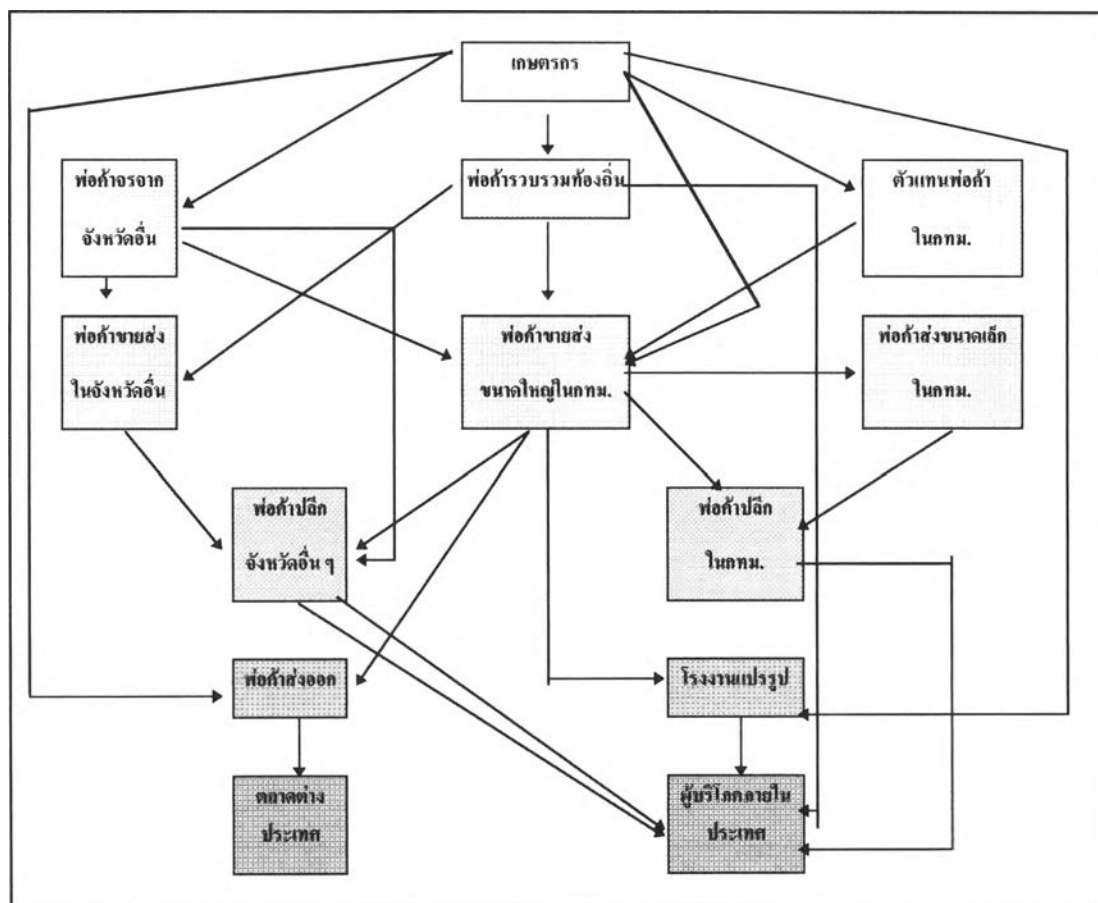 เกษตรกร
พ่อค้าจรจาก
จังหวัดอื่น
พ่อค้ารวบรวมท้องถิ่น
ตัวแทนพ่อค้า
ในกทม.
พ่อค้าขายส่ง
ในจังหวัดอื่น
พ่อค้าขายส่ง
ขนาดใหญ่ในกทม.
พ่อค้าส่งขนาดเล็ก
ในกทม.
พ่อค้าปลีก
จังหวัดอื่น ๆ
พ่อค้าปลีก
ในกทม.
พ่อค้าส่งออก
โรงงานแปรรูป
ตลาดต่าง
ประเทศ
ผู้บริโภคภายใน
ประเทศ